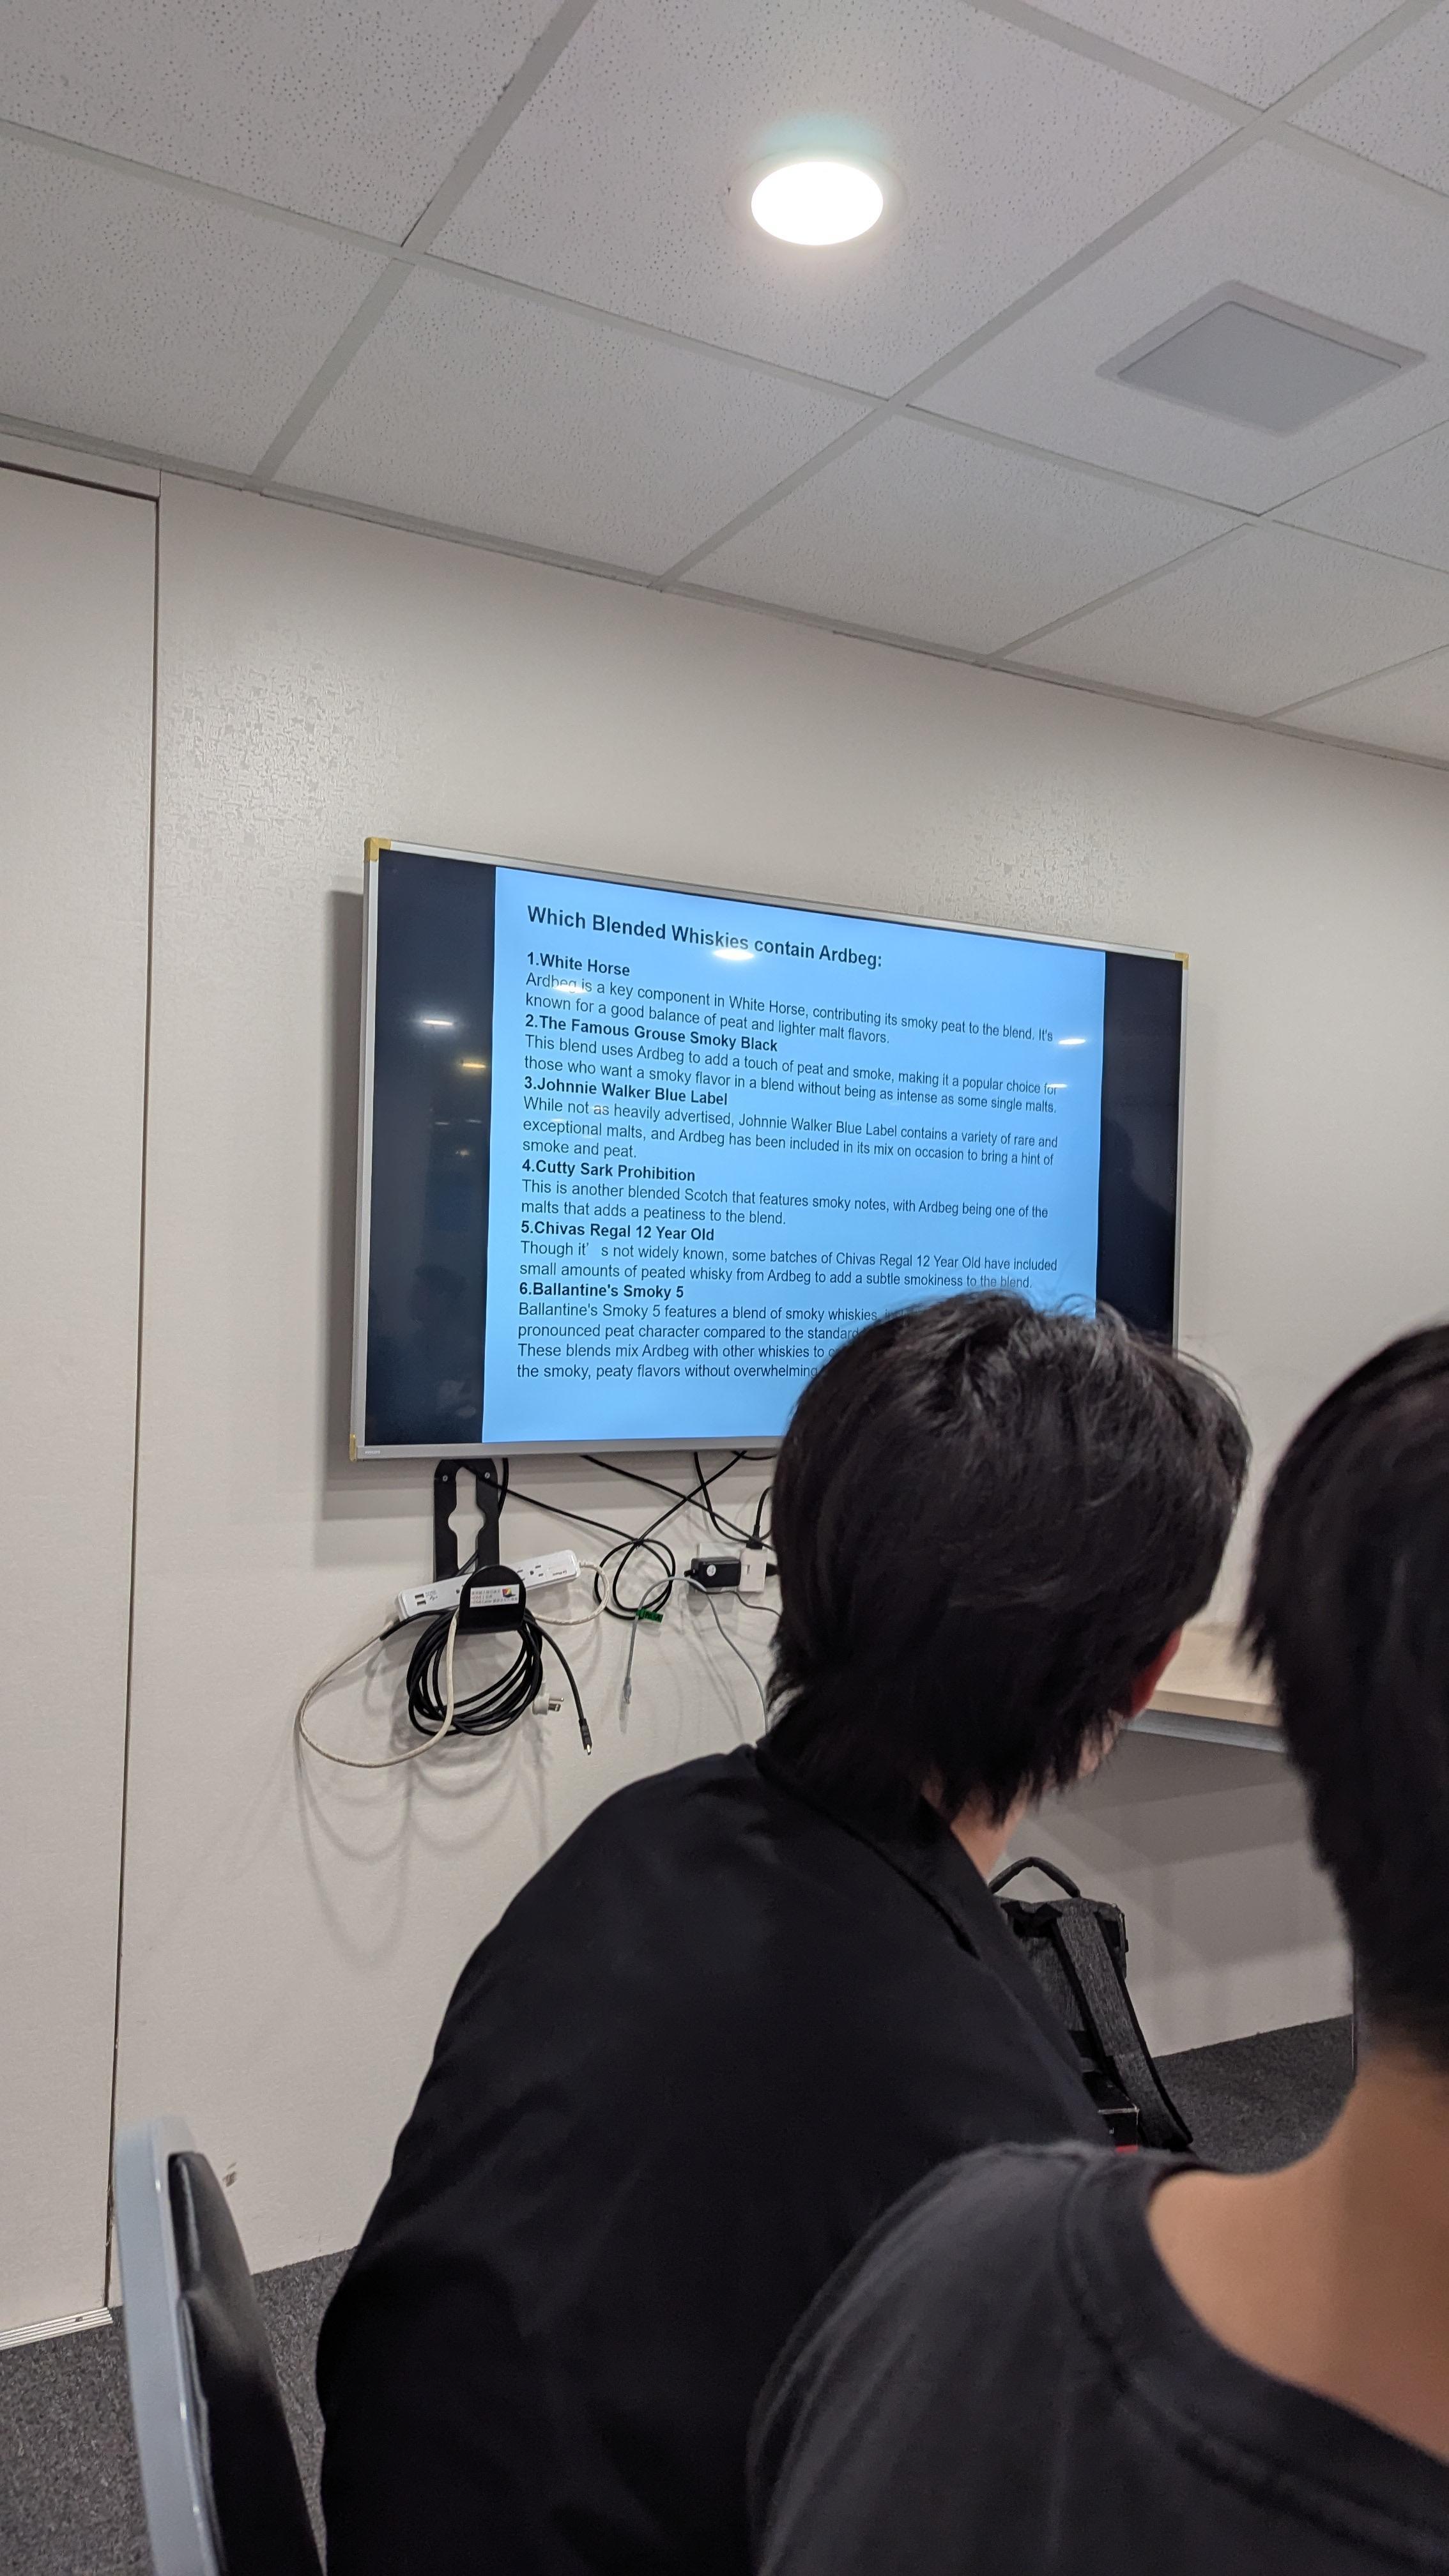 Which Blended Whiskies contain Ardbeg:
1.White Horse
Ardbeg is a key component in White Horse, contributing its smoky peat to the blend. It's
known for a good balance of peat and lighter malt flavors.
2.The Famous Grouse Smoky Black
This blend uses Ardbeg to add a touch of peat and smoke, making it a popular choice for
those who want a smoky flavor in a blend without being as intense as some single malts.
3.Johnnie Walker Blue Label
While not as heavily advertised, Johnnie Walker Blue Label contains a variety of rare and
exceptional malts, and Ardbeg has been included in its mix on occasion to bring a hint of
smoke and peat.
4.Cutty Sark Prohibition
This is another blended Scotch that features smoky notes, with Ardbeg being one of the
malts that adds a peatiness to the blend.
5.Chivas Regal 12 Year Old
Though it’ s not widely known, some batches of Chivas Regal 12 Year Old have included
small amounts of peated whisky from Ardbeg to add a subtle smokiness to the blend.
6.Ballantine's Smoky 5
Ballantine's Smoky 5 features a blend of smoky whiskies,
pronounced peat character compared to the standard
These blends mix Ardbeg with other whiskies to
the smoky, peaty flavors without overwhelming